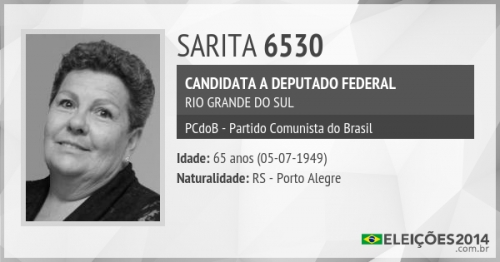 SARITA 6530
CANDIDATA A DEPUTADO FEDERAL
RIO GRANDE DO SUL
PCdoB - Partido Comunista do Brasil
Idade: 65 anos (05-07-1949)
Naturalidade: RS - Porto Alegre
ELEIÇÕES2014
.com.br